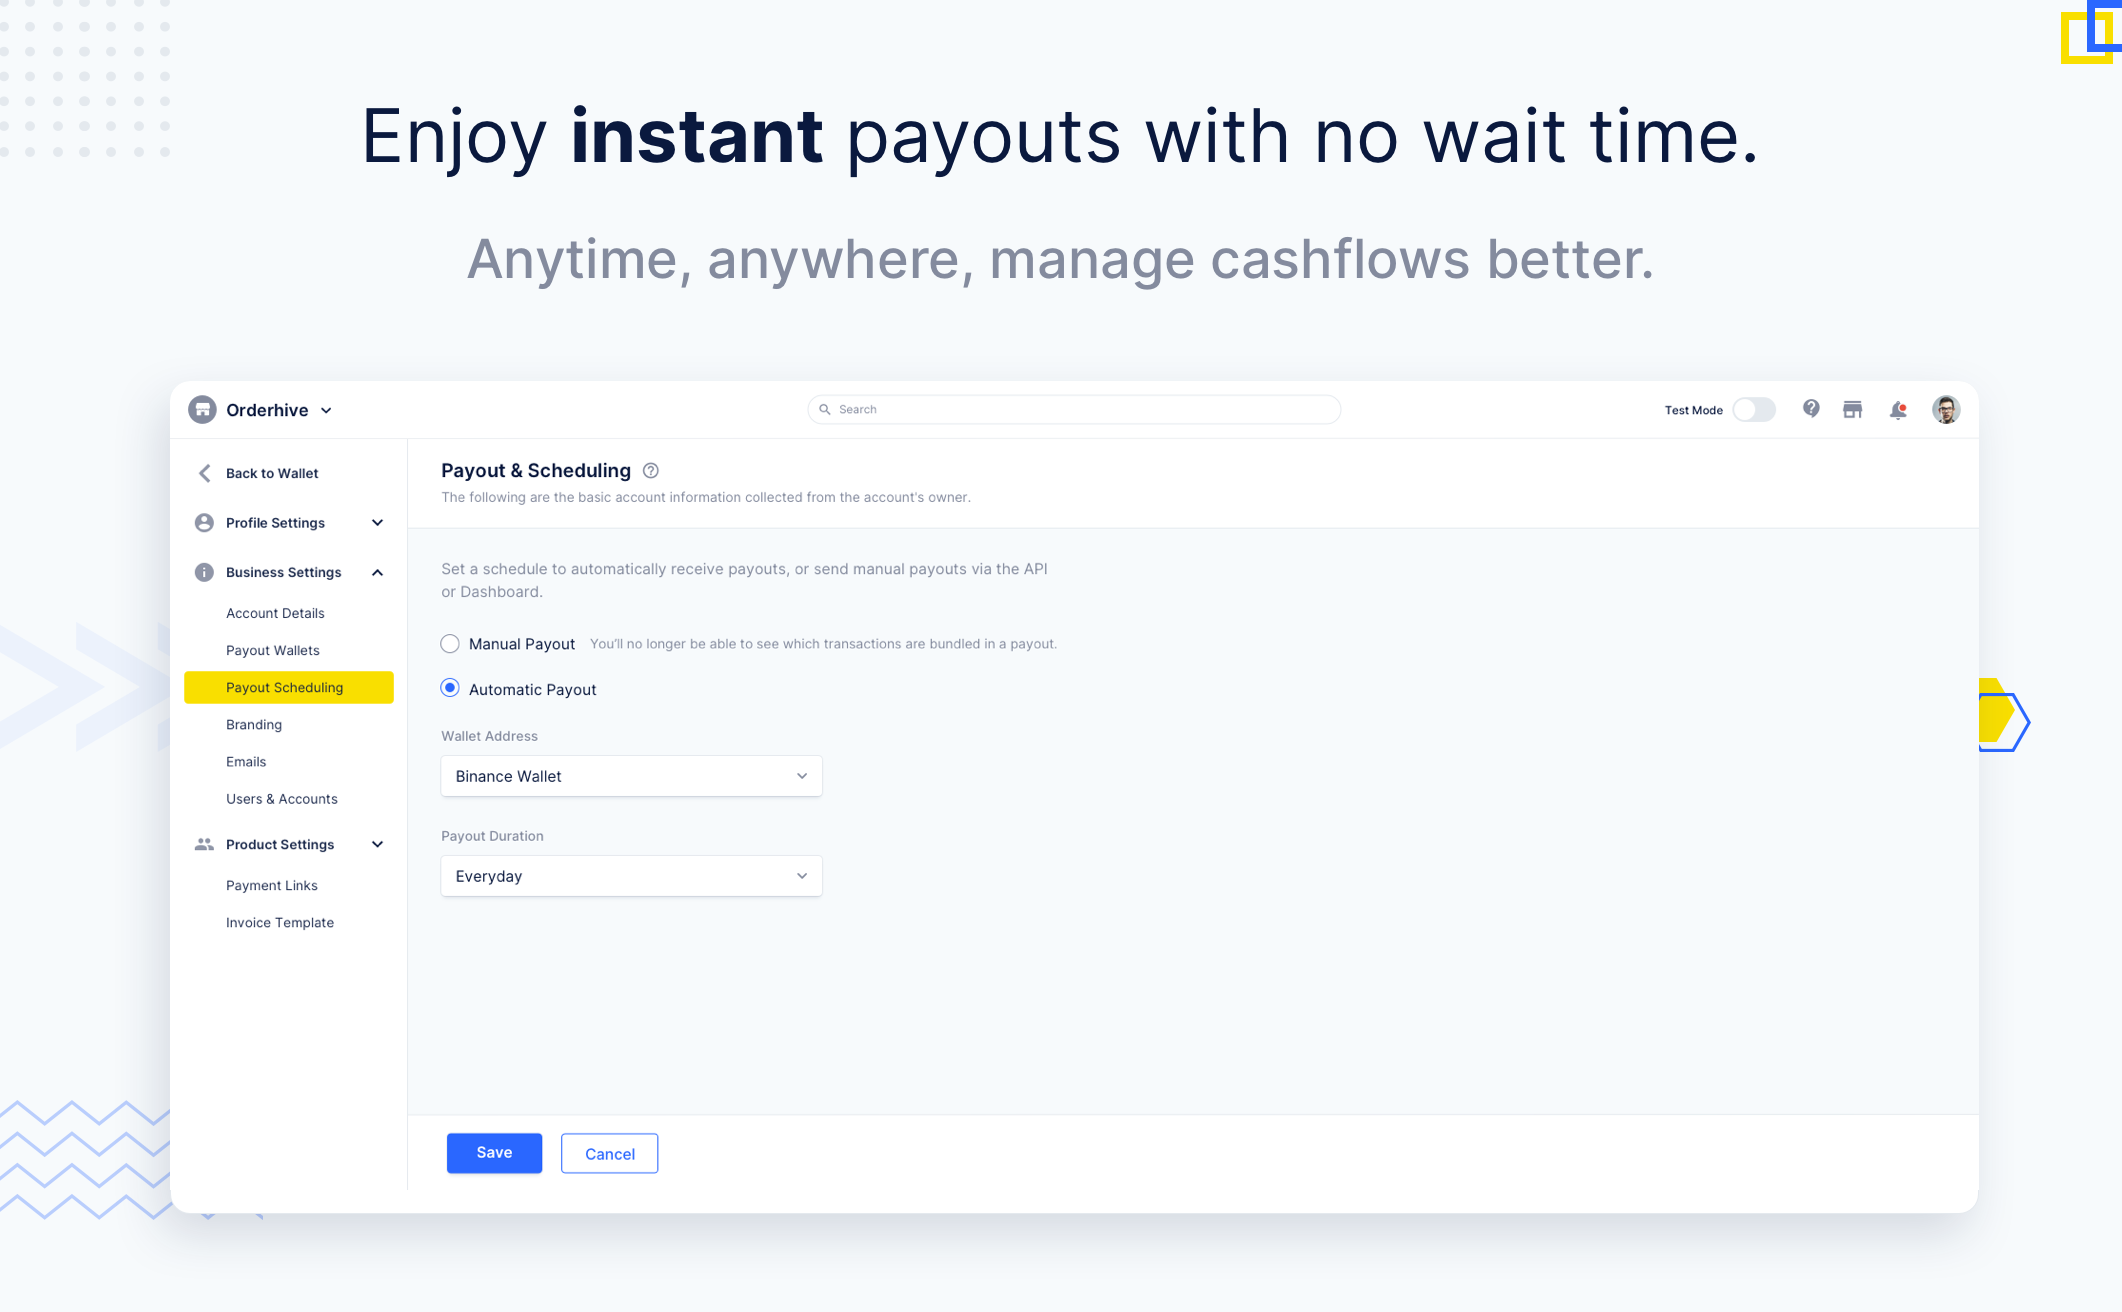 Enjoy instant payouts with no wait time.
Anytime, anywhere, manage cashflows better.
Orderhive
Search
Test Mode
Back to Wallet
Profile Settings
Business Settings
Account Details
Payout Wallets
Payout Scheduling
Branding
Emails
Users & Accounts
Product Settings
Payment Links
Invoice Template
Payout & Scheduling
The following are the basic account information collected from the account's owner.
Set a schedule to automatically receive payouts, or send manual payouts via the API
or Dashboard.
Manual Payout You'll no longer be able to see which transactions are bundled in a payout.
Automatic Payout
Wallet Address
Binance Wallet
Payout Duration
Everyday
Save
Cancel